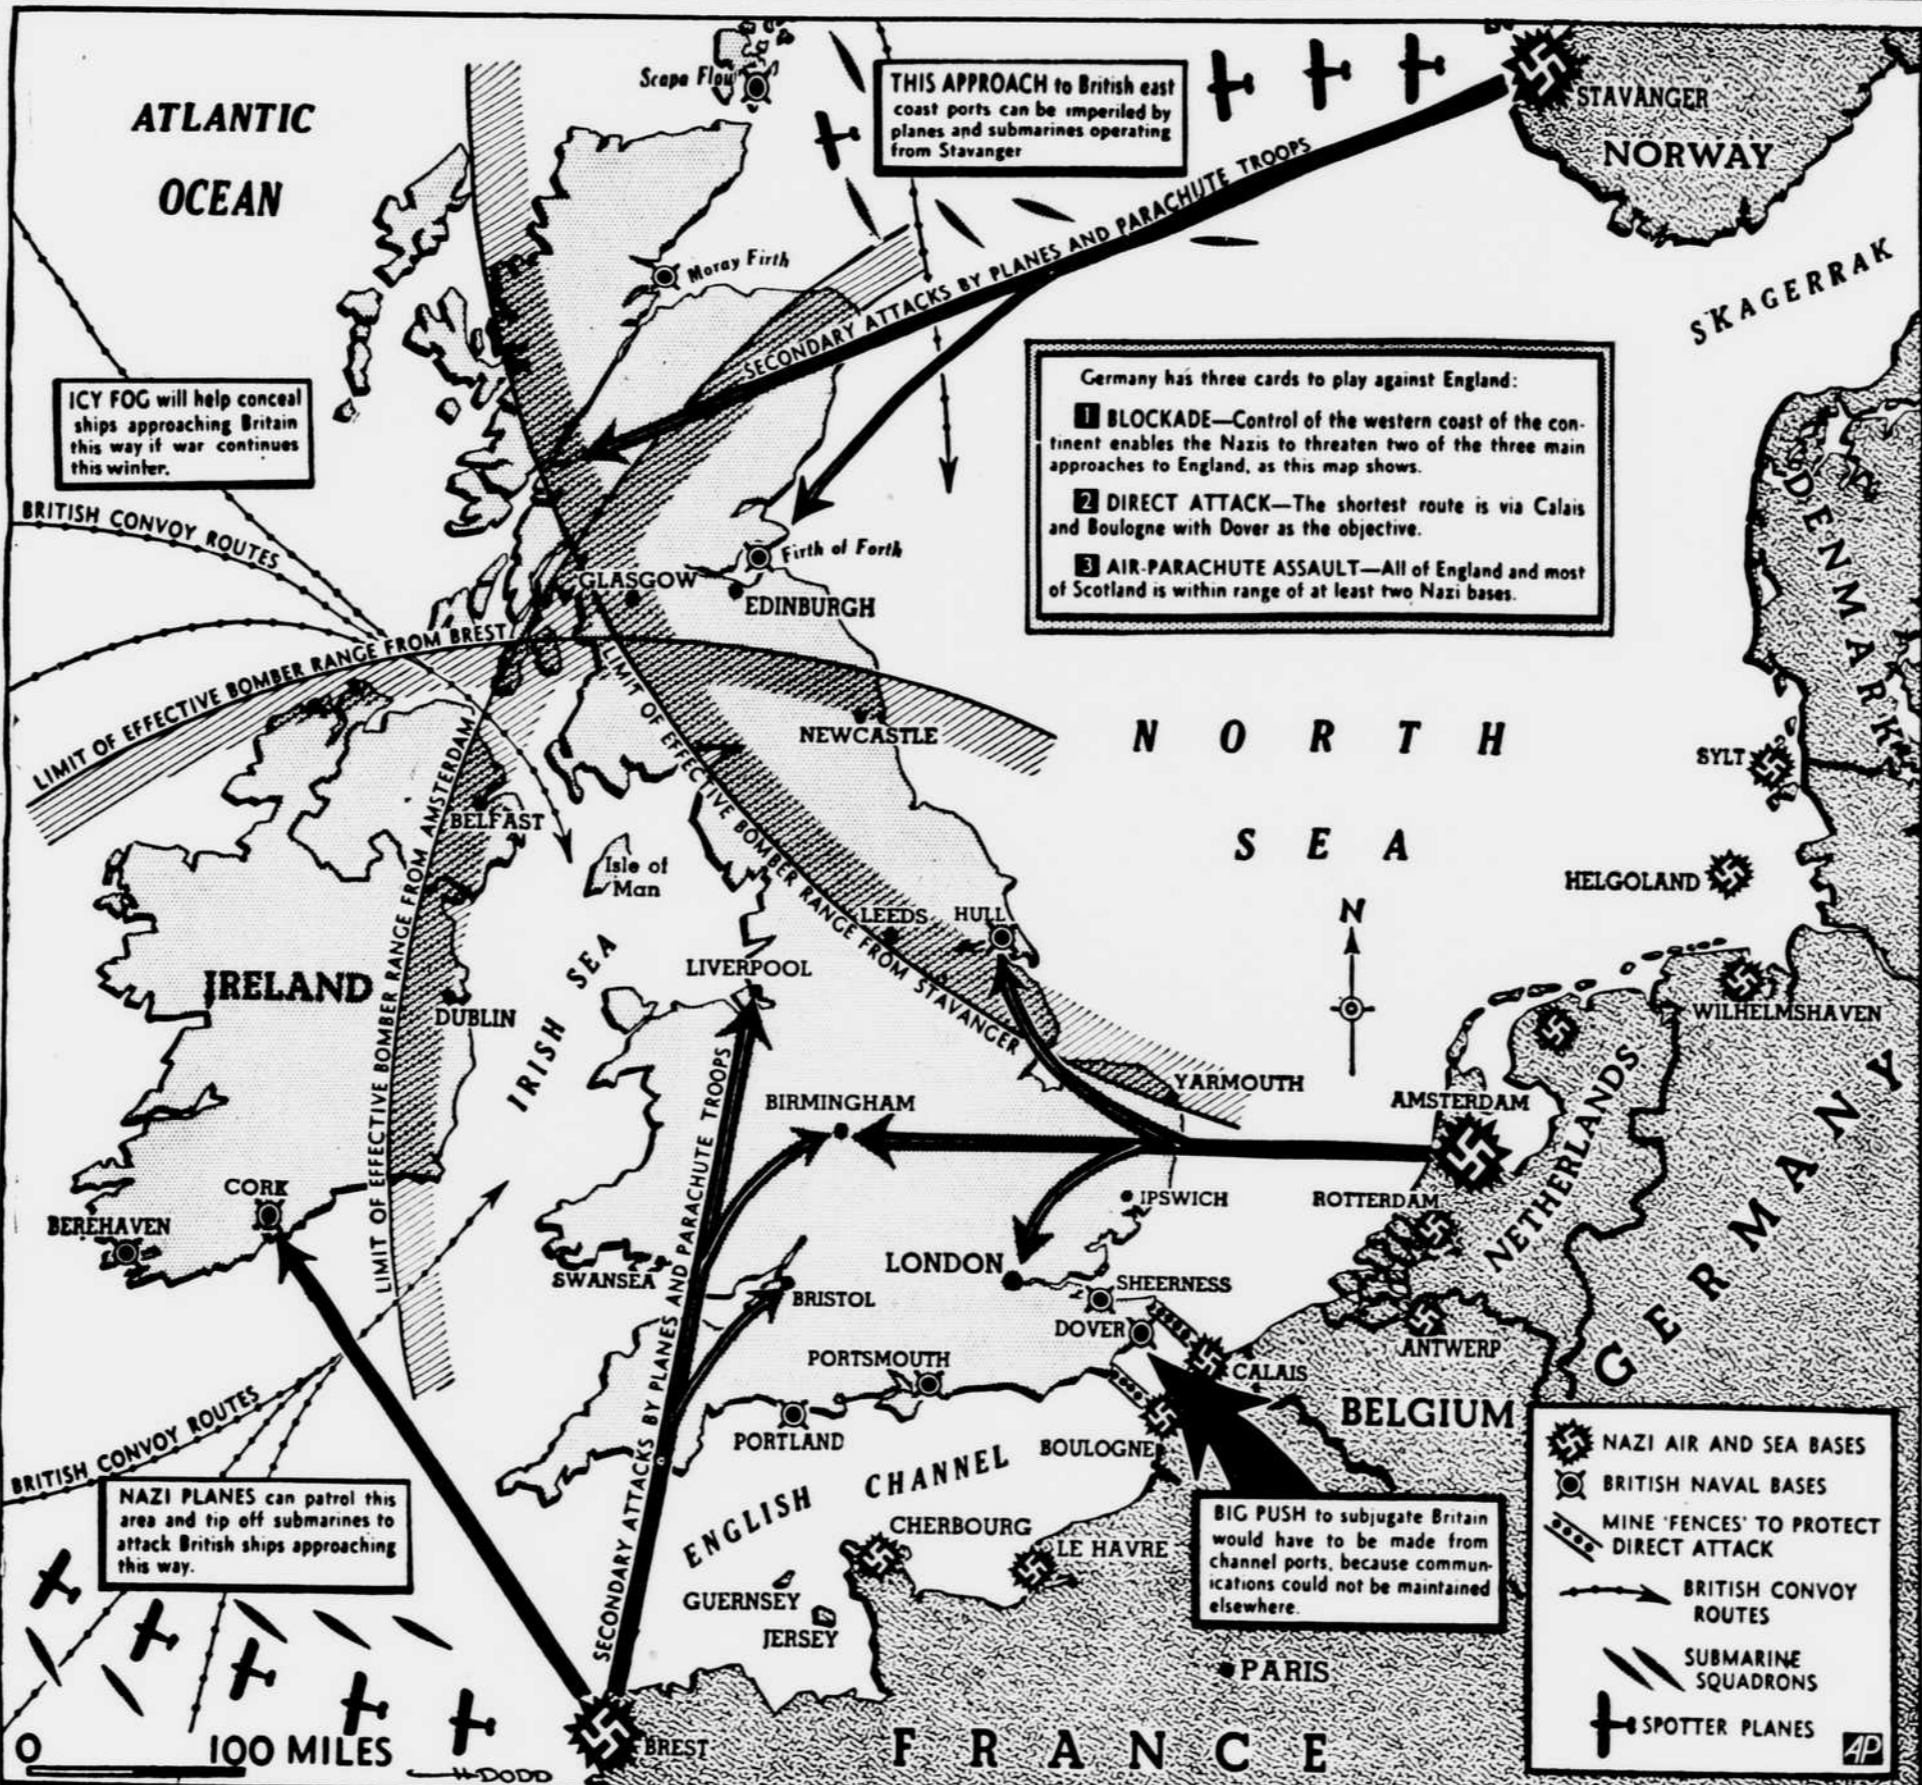 ATLANTIC
OCEAN
Scapa Flow
THIS APPROACH to British east
coast ports can be imperiled by
planes and submarines operating
from Stavanger
STAVANGER
NORWAY
SKAGERRAK
Moray Firth
SECONDARY ATTACKS BY PLANES AND PARACHUTE TROOPS
ICY FOG will help conceal
ships approaching Britain
this way if war continues
this winter.
Germany has three cards to play against England:
1 BLOCKADE—Control of the western coast of the con-
tinent enables the Nazis to threaten two of the three main
approaches to England, as this map shows.
2 DIRECT ATTACK—The shortest route is via Calais
and Boulogne with Dover as the objective.
3 AIR-PARACHUTE ASSAULT—All of England and most
of Scotland is within range of at least two Nazi bases.
DENMARK
BRITISH CONVOY ROUTES
Firth of Forth
GLASGOW
EDINBURGH
LIMIT OF EFFECTIVE BOMBER RANGE FROM BREST
LIMIT OF EFFECTIVE BOMBER RANGE FROM STAVANGER
LIMIT OF EFFECTIVE BOMBER RANGE FROM AMSTERDAM
NEWCASTLE
NORTH
SEA
SYLT
BELFAST
Isle of
Man
HELGOLAND
LEEDS
HULL
N
IRELAND
IRISH SEA
LIVERPOOL
DUBLIN
WILHELMSHAVEN
YARMOUTH
AMSTERDAM
BIRMINGHAM
NETHERLANDS
GERMANY
CORK
BEREHAVEN
IPSWICH
ROTTERDAM
SWANSEA
LONDON
SHEERNESS
BRISTOL
DOVER
ANTWERP
PORTSMOUTH
CALAIS
BELGIUM
PORTLAND
BOULOGNE
SECONDARY ATTACKS BY PLANES AND PARACHUTE TROOPS
BRITISH CONVOY ROUTES
ENGLISH CHANNEL
NAZI PLANES can patrol this
area and tip off submarines to
attack British ships approaching
this way.
CHERBOURG
LE HAVRE
BIG PUSH to subjugate Britain
would have to be made from
channel ports, because commun-
ications could not be maintained
elsewhere.
GUERNSEY
JERSEY
PARIS
BREST
FRANCE
0 100 MILES
H DODD
NAZI AIR AND SEA BASES
BRITISH NAVAL BASES
MINE 'FENCES' TO PROTECT
DIRECT ATTACK
BRITISH CONVOY
ROUTES
SUBMARINE
SQUADRONS
SPOTTER PLANES
AP